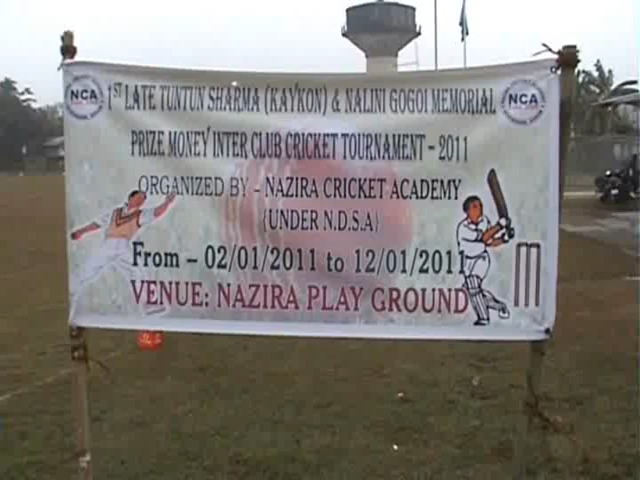 NCA 1ST LATE TUNTUN SHARMA (KAYKON) & NALINI GOGOI MEMORIAL NCA
PRIZE MONEY INTER CLUB CRICKET TOURNAMENT - 2011
ORGANIZED BY - NAZIRA CRICKET ACADEMY
(UNDER N.D.S.A)
From - 02/01/2011 to 12/01/2011
VENUE: NAZIRA PLAY GROUND